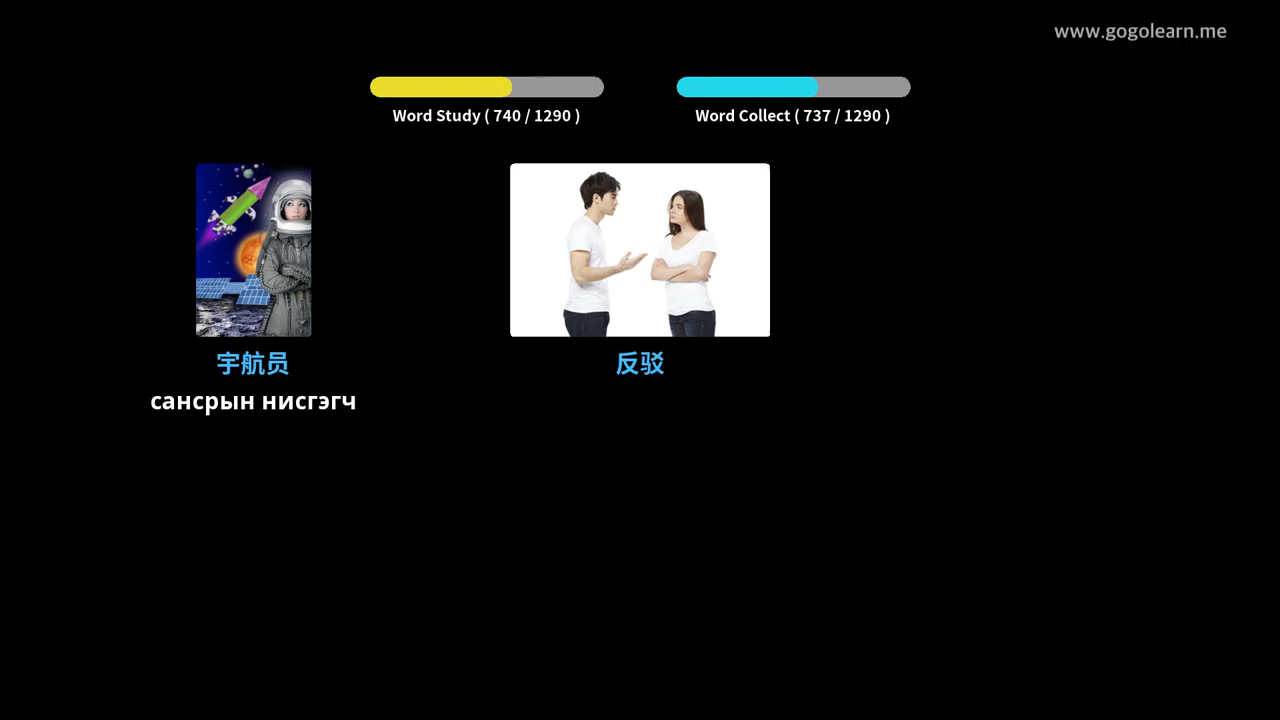 www.gogolearn.me
Word Study ( 740 / 1290 )
Word Collect ( 737 / 1290 )
宇航员
反驳
сансрын нисгэгч